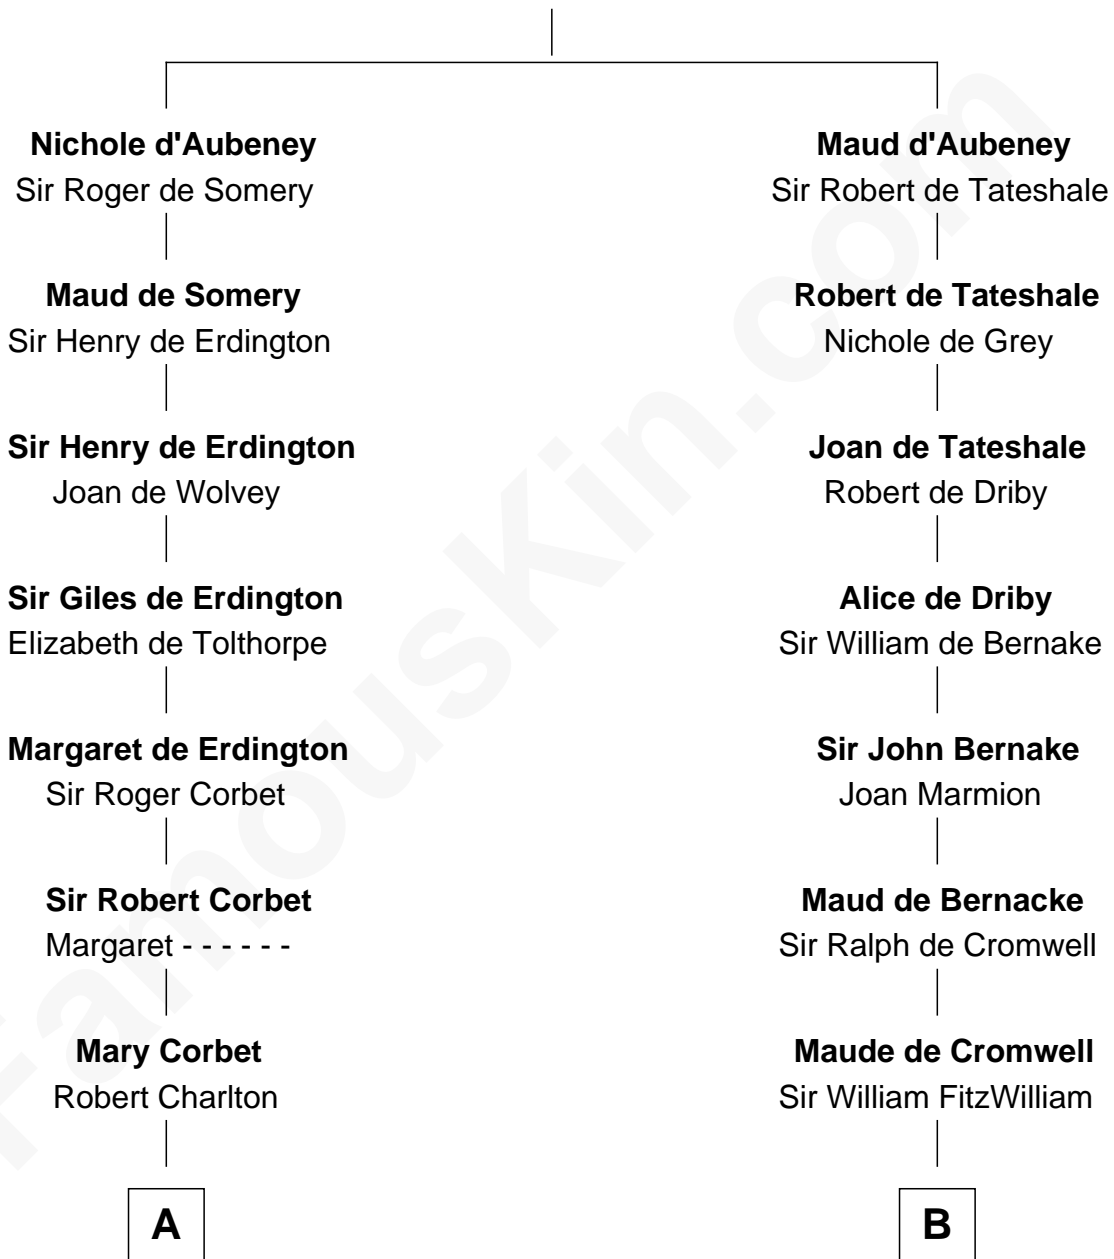 Nichole d'Aubeney
Sir Roger de Somery
Maud de Somery
Sir Henry de Erdington
Sir Henry de Erdington
Joan de Wolvey
Sir Giles de Erdington
Elizabeth de Tolthorpe
Margaret de Erdington
Sir Roger Corbet
Sir Robert Corbet
Margaret - - - - - -
Mary Corbet
Robert Charlton
A
Maud d'Aubeney
Sir Robert de Tateshale
Robert de Tateshale
Nichole de Grey
Joan de Tateshale
Robert de Driby
Alice de Driby
Sir William de Bernake
Sir John Bernake
Joan Marmion
Maud de Bernacke
Sir Ralph de Cromwell
Maude de Cromwell
Sir William FitzWilliam
B
FamousKin.com